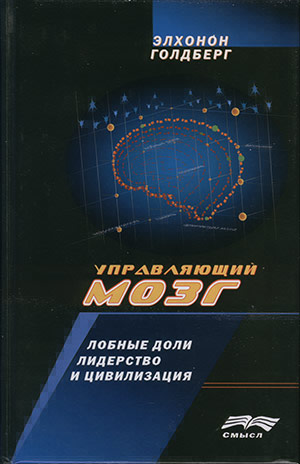 ЭЛХОНОН
ГОЛДБЕРГ
УПРАВЛЯЮЩИЙ
МОЗГ
ЛОБНЫЕ ДОЛИ
ЛИДЕРСТВО
И ЦИВИЛИЗАЦИЯ
СМЫСЛ